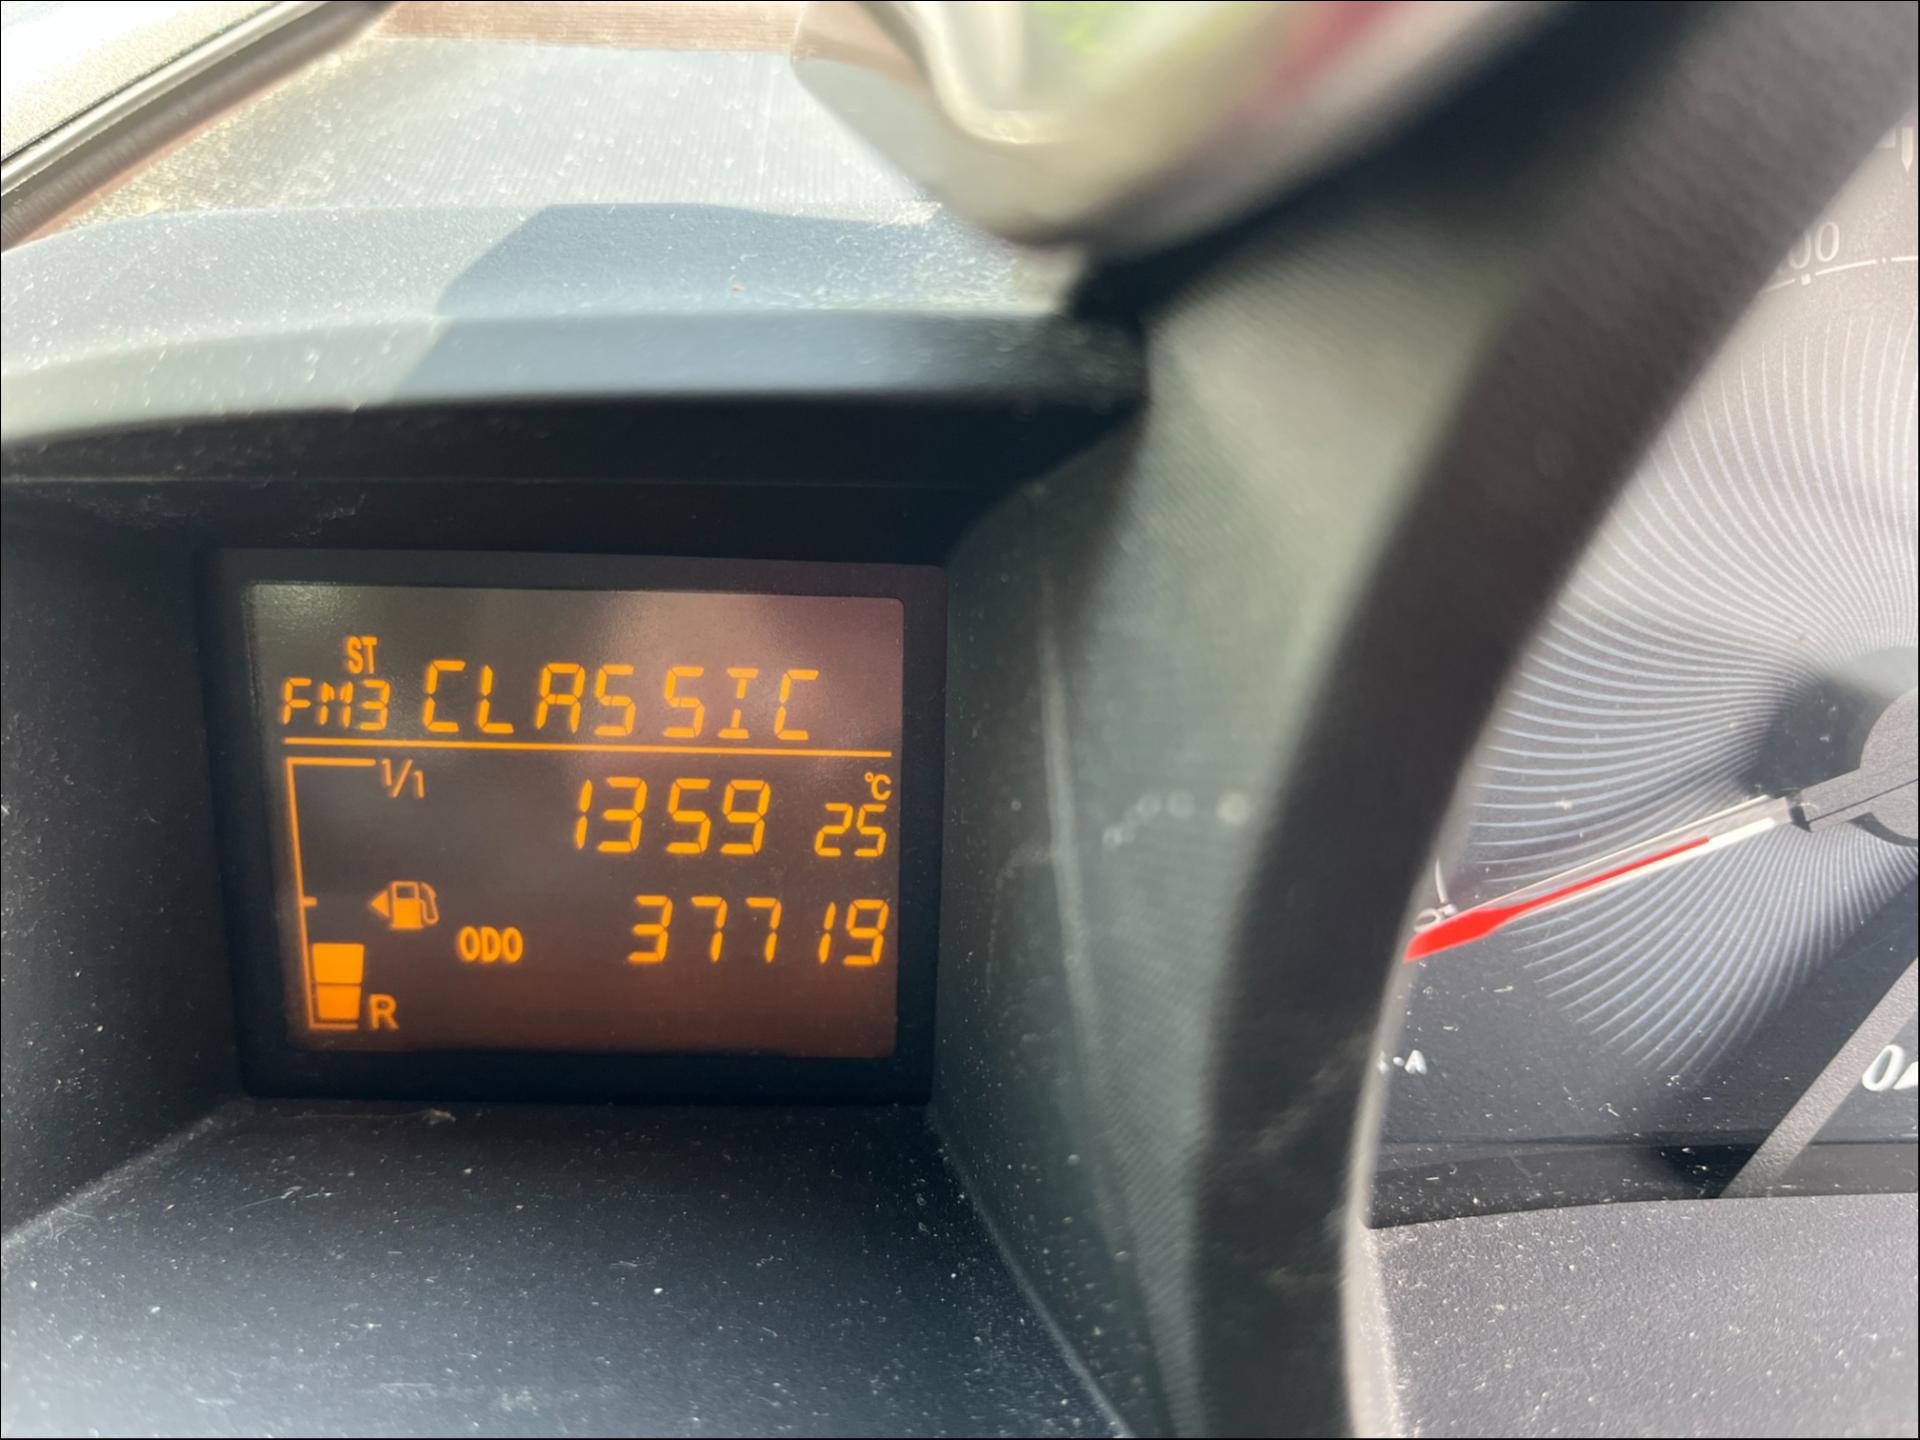 ST
FM3 CLASSIC
1/1
1359 25°C
ODO 37719
R